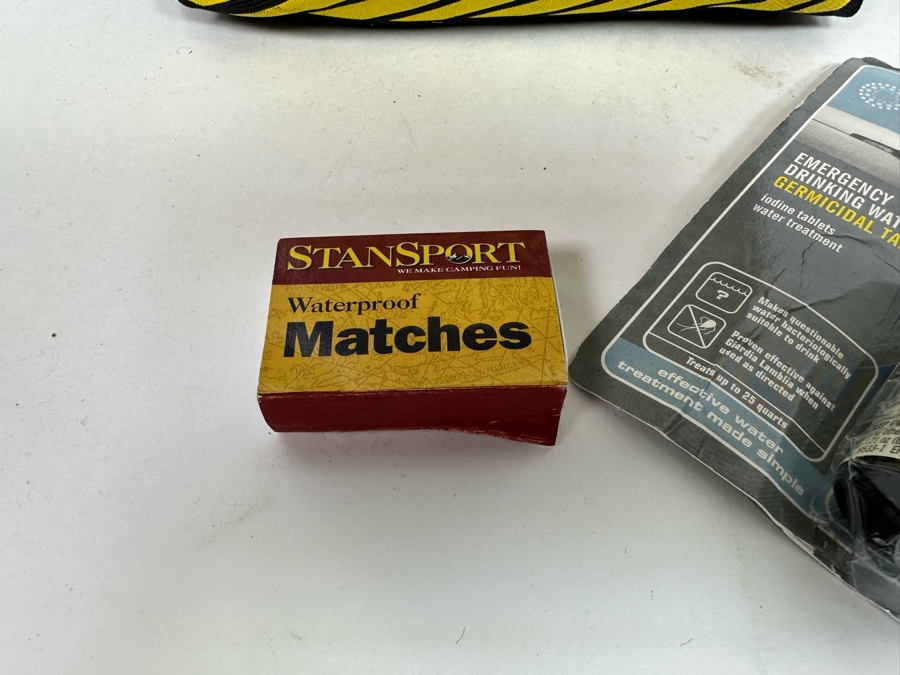 STANSPORT
WE MAKE CAMPING FUN!
Waterproof
Matches
EMERGENCY
DRINKING
GERMICIDAL
iodine tablets
water treatment
?
Makes questionable
water bacteriologically
suitable to drink
Proven effective against
Giardia Lamblia when
used as directed
Treats up to 25 quarts
effective water
treatment made simple